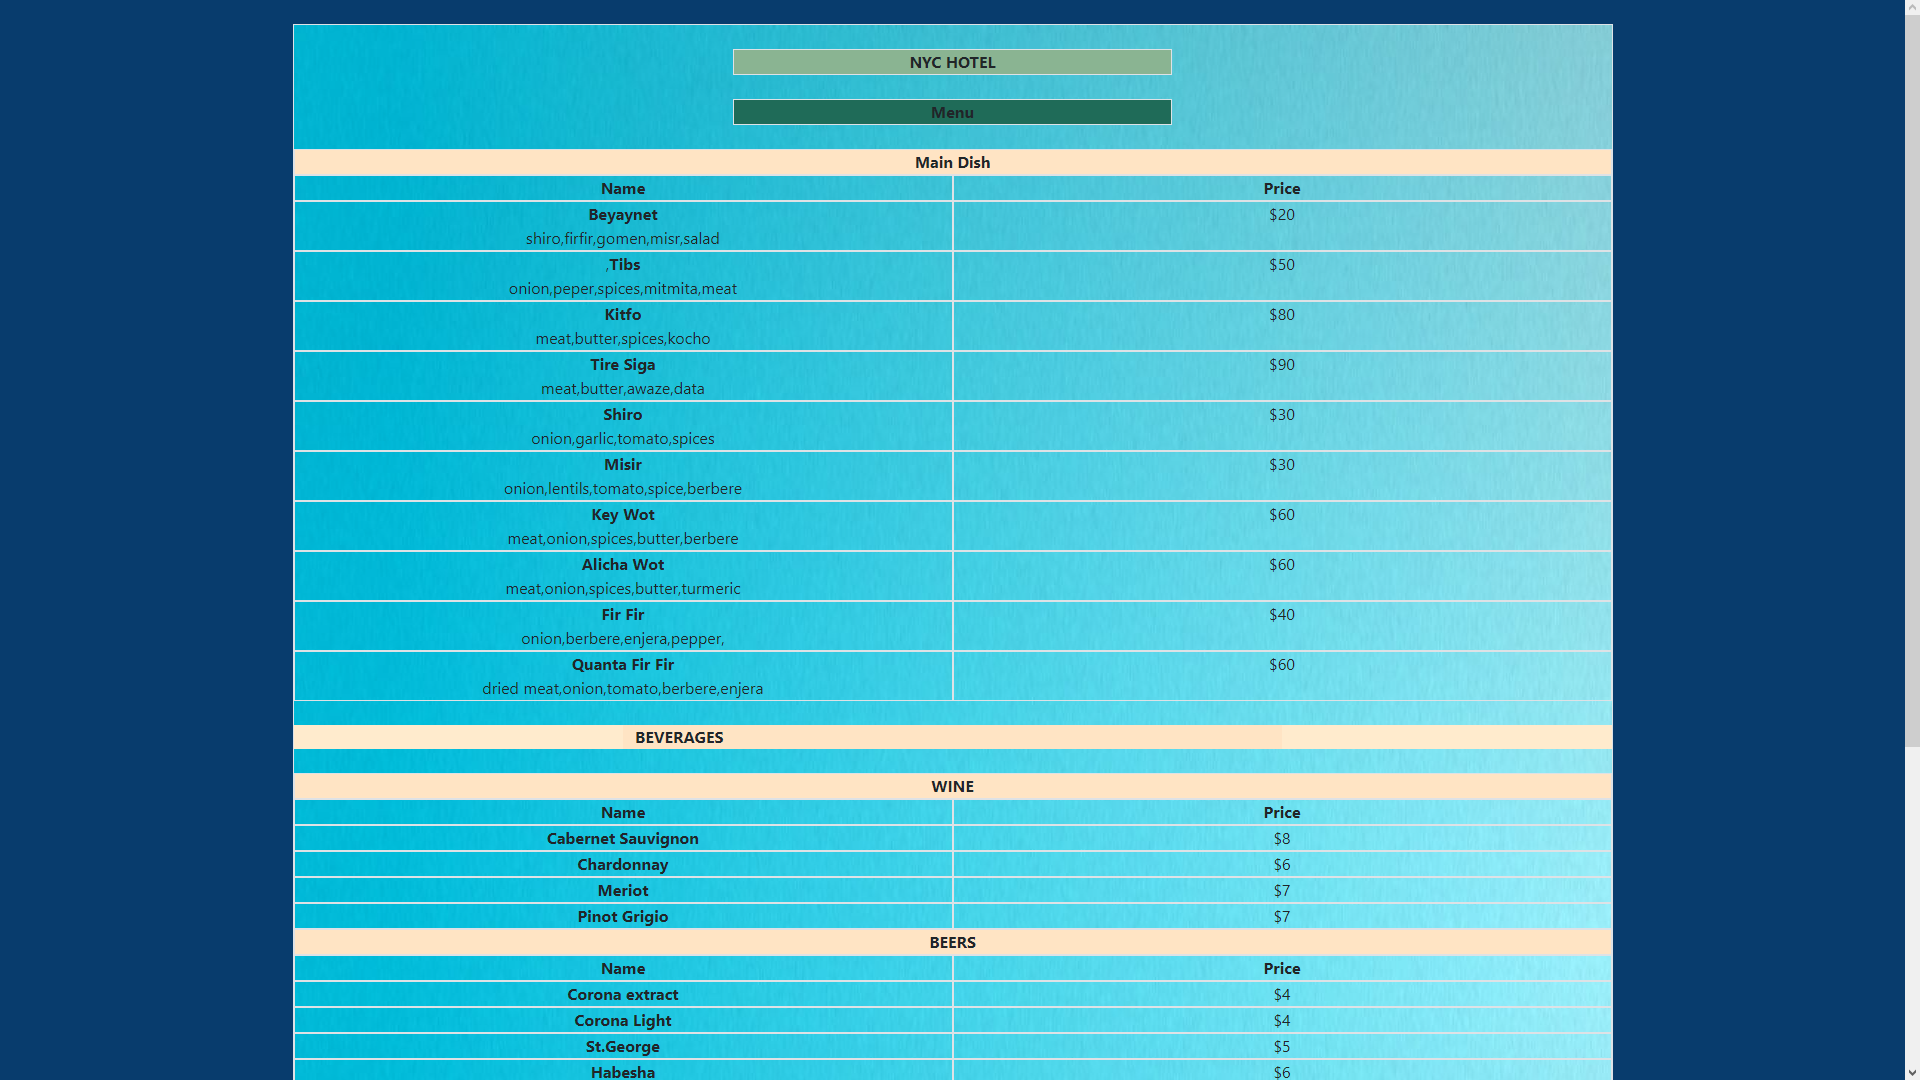 NYC HOTEL
Menu
Main Dish
Name Price
Beyaynet $20
shiro,firfir,gomen,misr,salad
,Tibs $50
onion,peper,spices,mitmita,meat
Kitfo $80
meat,butter,spices,kocho
Tire Siga $90
meat,butter,awaze,data
Shiro $30
onion,garlic,tomato,spices
Misir $30
onion,lentils,tomato,spice,berbere
Key Wot $60
meat,onion,spices,butter,berbere
Alicha Wot $60
meat,onion,spices,butter,turmeric
Fir Fir $40
onion,berbere,enjera,pepper,
Quanta Fir Fir $60
dried meat,onion,tomato,berbere,enjera
BEVERAGES
WINE
Name Price
Cabernet Sauvignon $8
Chardonnay $6
Meriot $7
Pinot Grigio $7
BEERS
Name Price
Corona extract $4
Corona Light $4
St.George $5
Habesha $6